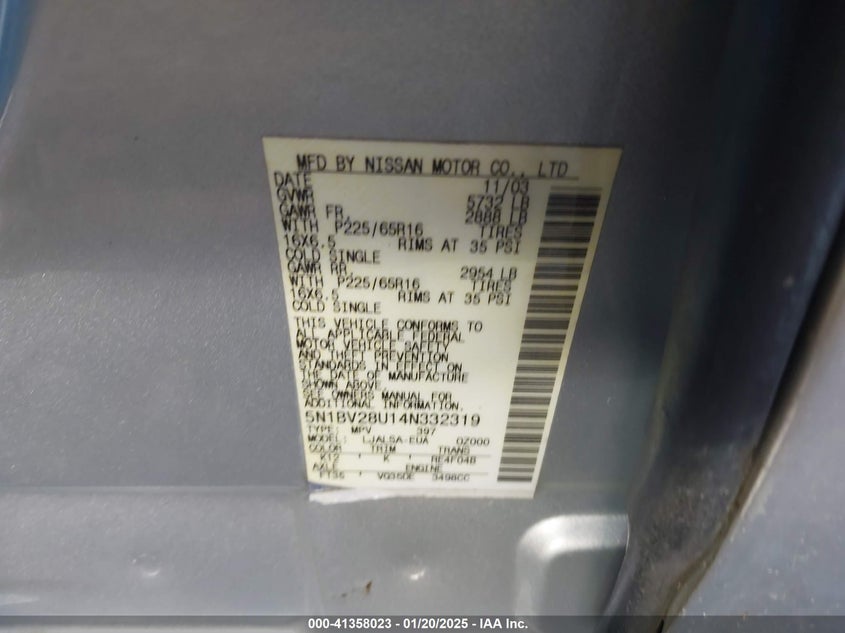 MFD BY NISSAN MOTOR CO., LTD
DATE 11/03
GVWR 5732 LB
GAWR FR. 2888 LB
WITH P225/65R16 TIRES
16X6.5 RIMS AT 35 PSI
COLD SINGLE
GAWR RR. 2954 LB
WITH P225/65R16 TIRES
16X6.5 RIMS AT 35 PSI
COLD SINGLE
THIS VEHICLE CONFORMS TO
ALL APPLICABLE FEDERAL
MOTOR VEHICLE SAFETY
AND THEFT PREVENTION
STANDARDS IN EFFECT ON
THE DATE OF MANUFACTURE
SHOWN ABOVE.
SEE OWNERS MANUAL FOR
ADDITIONAL INFORMATION.
5N1BV28U14N332319
TYPE: MPV 397
MODEL: LJALSA-EUA 0Z000
COLOR TRIM TRANS
K12 ' K ' RE4F04B
AXLE ENGINE
FT35 ' VQ35DE 3498CC
000-41358023 - 01/20/2025 - IAA Inc.